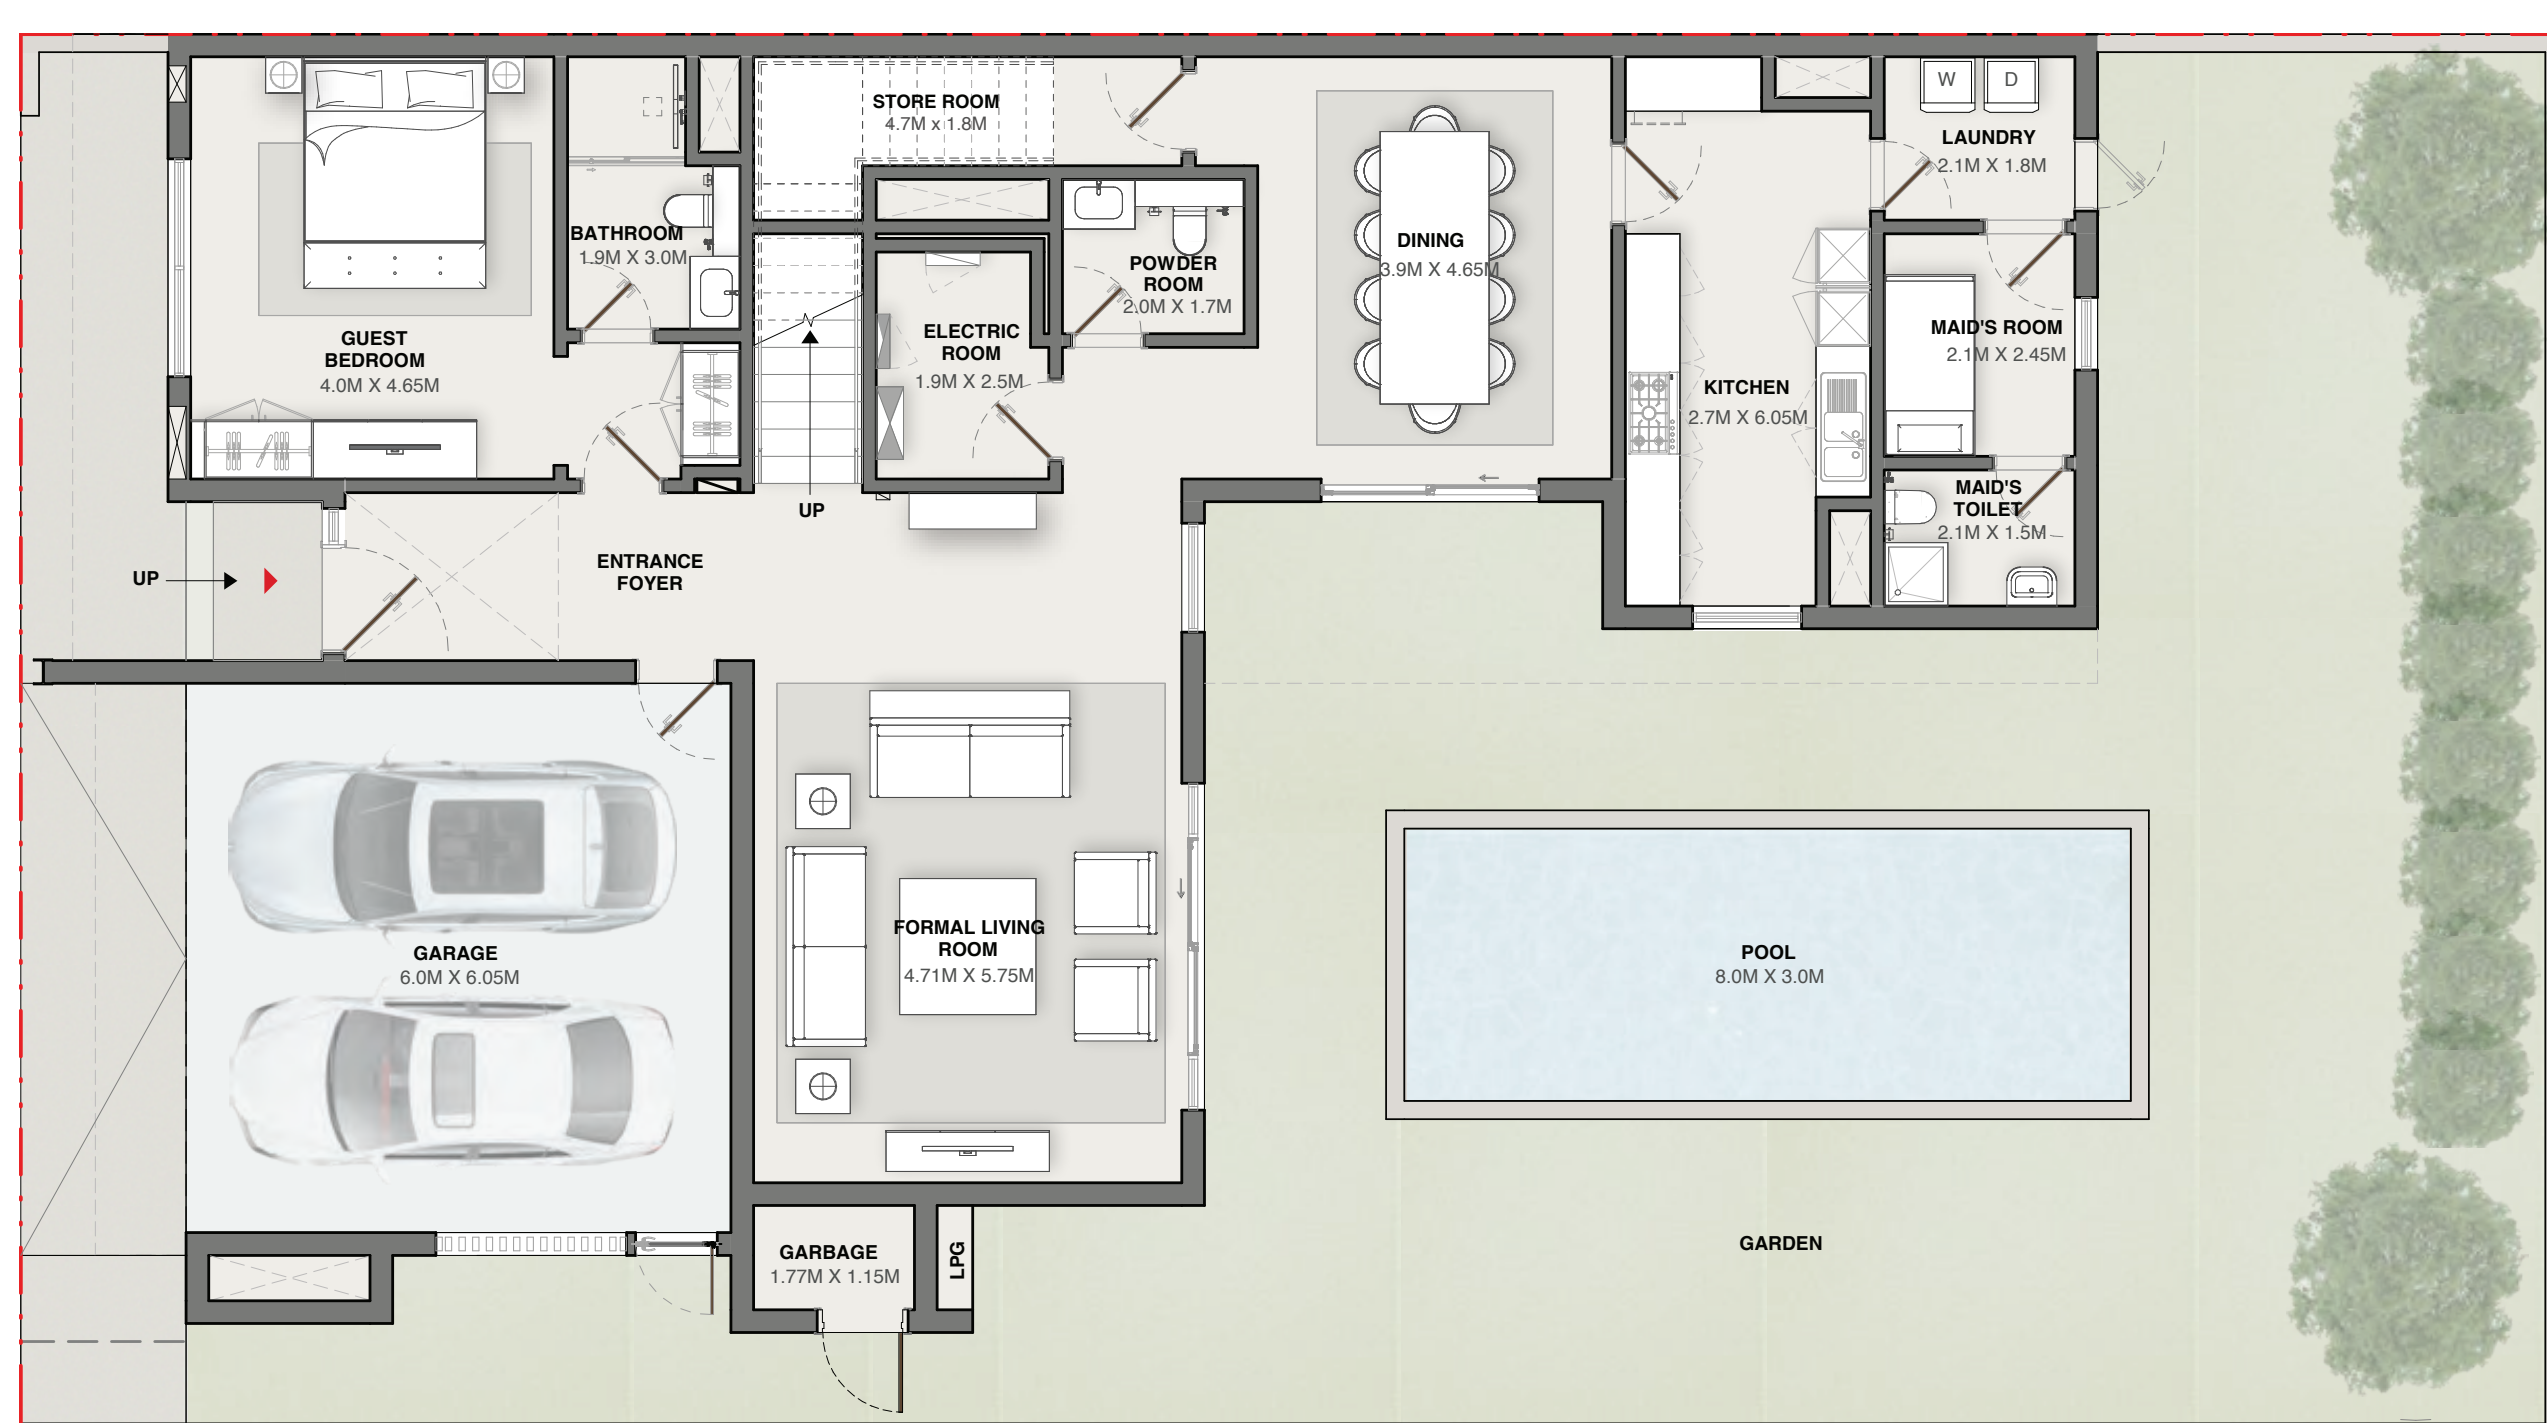 STORE ROOM
4.7M x 1.8M
W
D
LAUNDRY
2.1M X 1.8M
BATHROOM
1.9M X 3.0M
DINING
3.9M X 4.65M
POWDER
ROOM
2.0M X 1.7M
GUEST
BEDROOM
4.0M X 4.65M
ELECTRIC
ROOM
1.9M X 2.5M
MAID'S ROOM
2.1M X 2.45M
KITCHEN
2.7M X 6.05M
MAID'S
TOILET
2.1M X 1.5M
UP
ENTRANCE
FOYER
UP
FORMAL LIVING
ROOM
4.71M X 5.75M
GARAGE
6.0M X 6.05M
POOL
8.0M X 3.0M
GARBAGE
1.77M X 1.15M
LPG
GARDEN